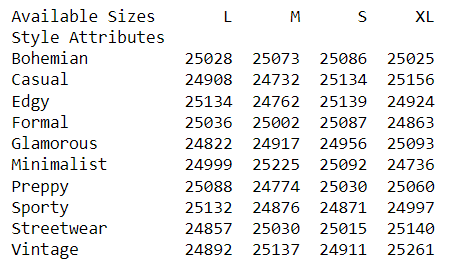 Available Sizes L M S XL
Style Attributes
Bohemian 25028 25073 25086 25025
Casual 24908 24732 25134 25156
Edgy 25134 24762 25139 24924
Formal 25036 25002 25087 24863
Glamorous 24822 24917 24956 25093
Minimalist 24999 25225 25092 24736
Preppy 25088 24774 25030 25060
Sporty 25132 24876 24871 24997
Streetwear 24857 25030 25015 25140
Vintage 24892 25137 24911 25261